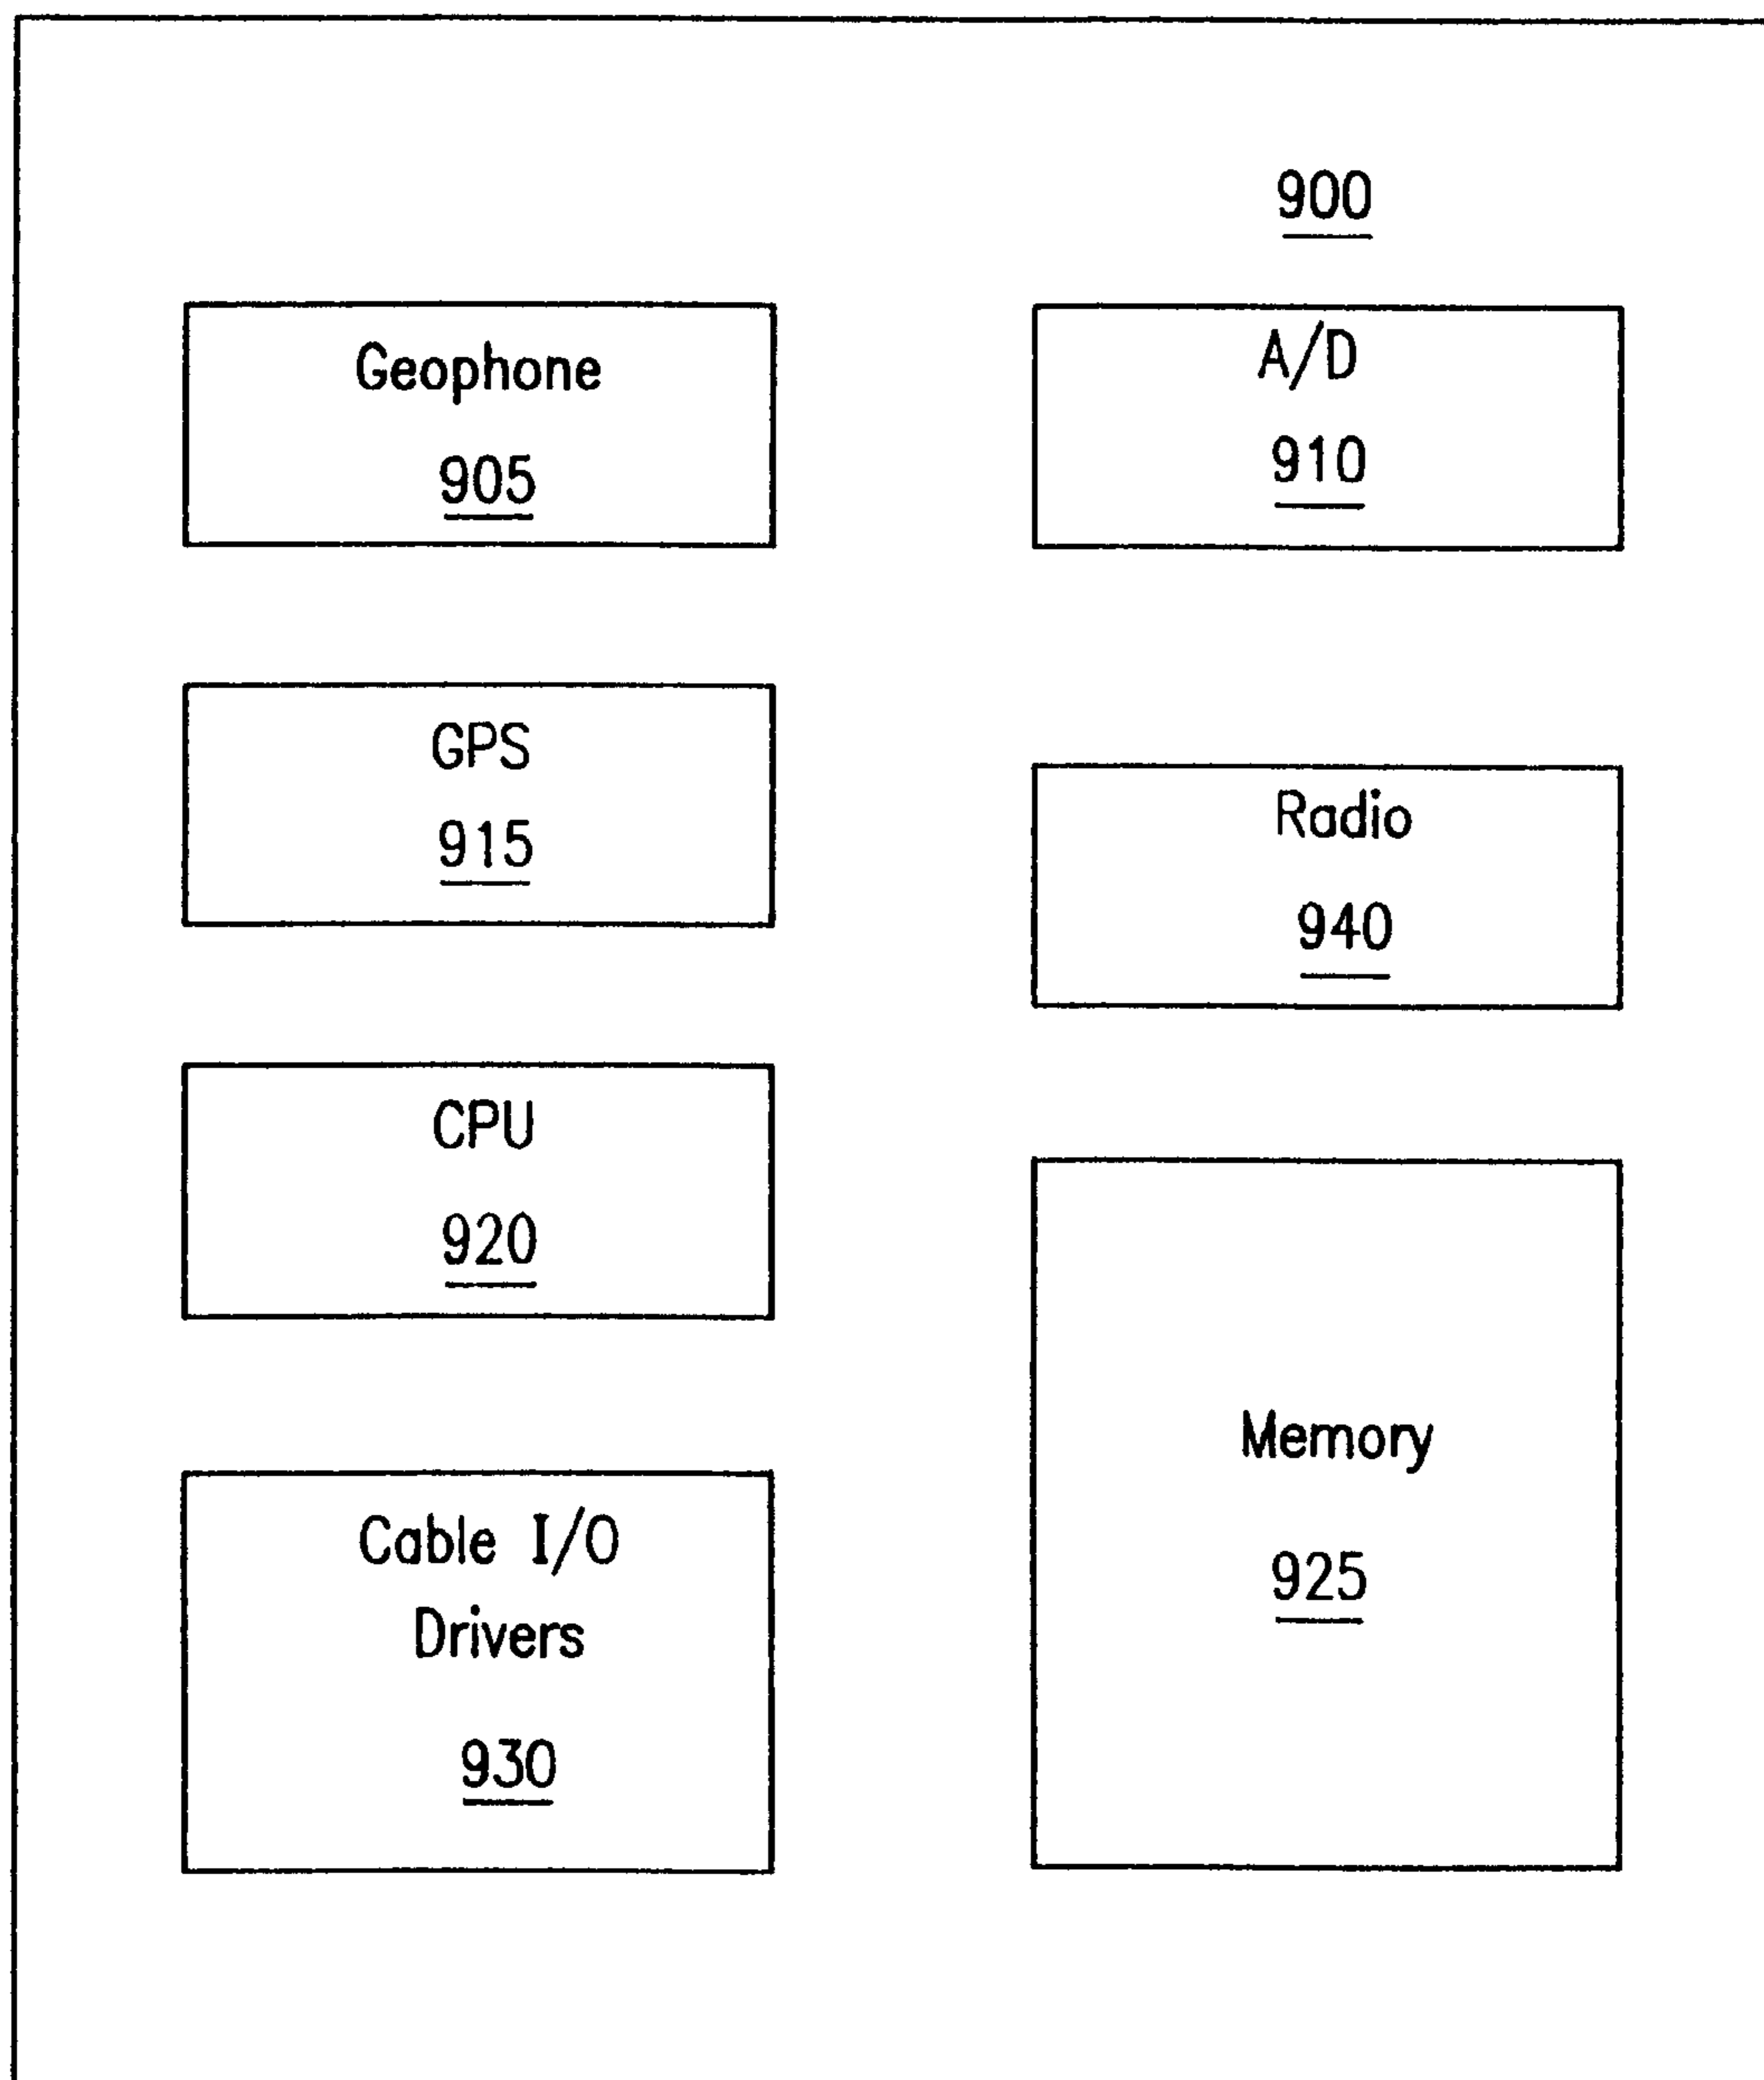 900
Geophone
905
A/D
910
GPS
915
Radio
940
CPU
920
Memory
925
Cable I/O
Drivers
930